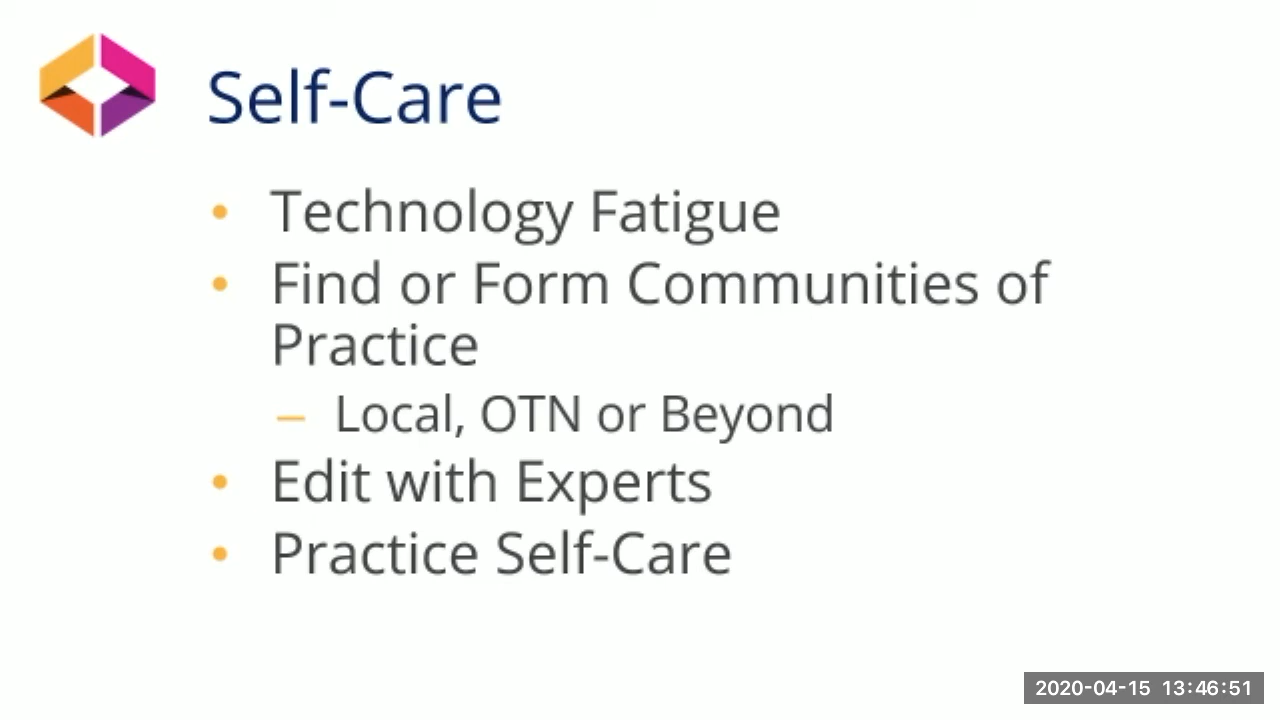 Self-Care
• Technology Fatigue
• Find or Form Communities of
Practice
– Local, OTN or Beyond
• Edit with Experts
• Practice Self-Care
2020-04-15 13:46:51